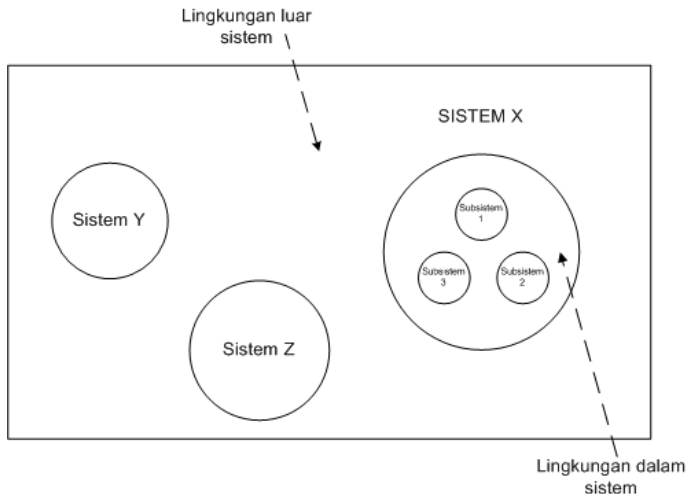 Lingkungan luar
sistem
SISTEM X
Subsistem
1
Sistem Y
Subsistem
3
Subsistem
2
Sistem Z
Lingkungan dalam
sistem